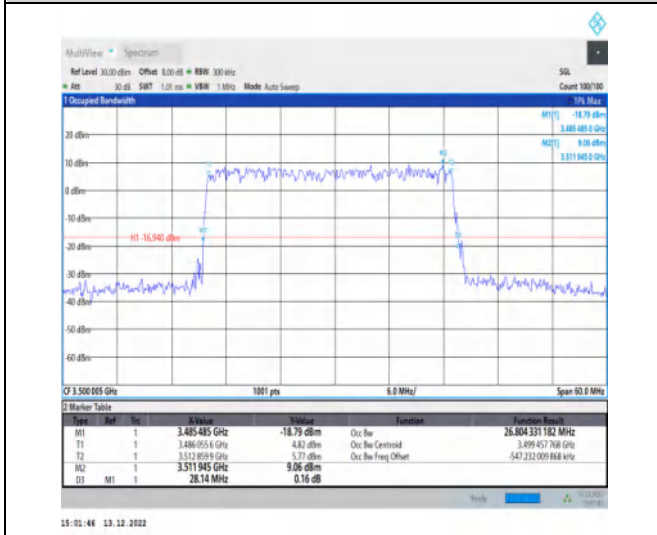 MultiView Spectrum
Ref Level 30.00 dBm Offset 8.00 dB RBW 300 kHz SGL
Att 30 dB SWT 1.01 ms VBW 1 MHz Mode Auto Sweep Count 100/100
1 Occupied Bandwidth 1Pk Max
M1[1] -18.79 dBm
3.485 485 0 GHz
M2[1] 9.06 dBm
3.511 945 0 GHz
20 dBm
M2
10 dBm
0 dBm
-10 dBm
M1
H1 -16.940 dBm
-20 dBm
-30 dBm
-40 dBm
-50 dBm
-60 dBm
CF 3.500 005 GHz 1001 pts 6.0 MHz/ Span 60.0 MHz
2 Marker Table
Type Ref Trc X-Value Y-Value Function Function Result
M1 1 3.485 485 GHz -18.79 dBm Occ Bw 26.804 331 182 MHz
T1 1 3.486 055 6 GHz 4.82 dBm Occ Bw Centroid 3.499 457 768 GHz
T2 1 3.512 859 9 GHz 5.77 dBm Occ Bw Freq Offset -547.232 009 868 kHz
M2 1 3.511 945 GHz 9.06 dBm
D3 M1 1 28.14 MHz 0.16 dB
Ready
15:01:46 13.12.2022